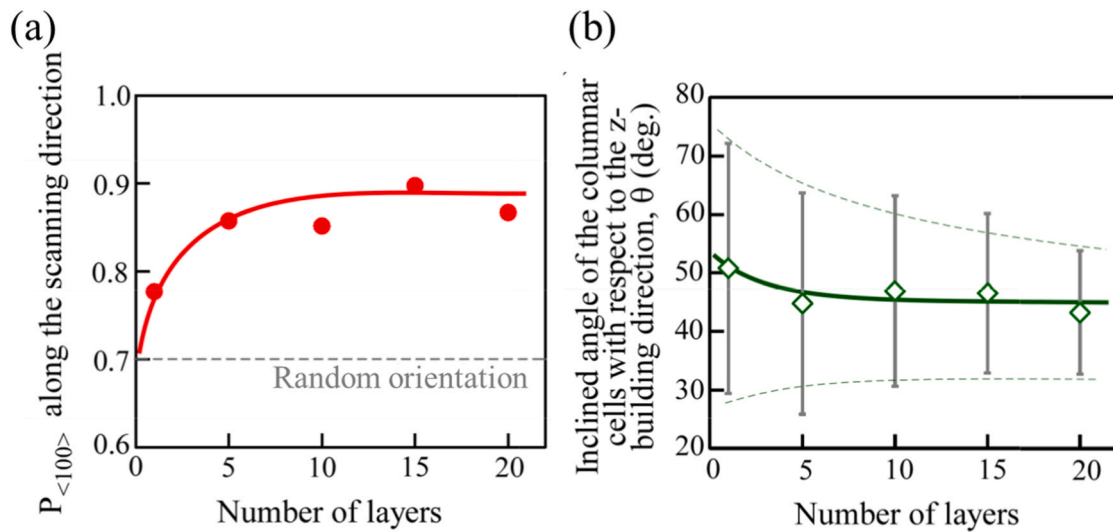 (a)
P<100> along the scanning direction
1.0
0.9
0.8
0.7
0.6
Random orientation
0 5 10 15 20
Number of layers
(b)
Inclined angle of the columnar
cells with respect to the z-
building direction, θ (deg.)
80
70
60
50
40
30
20
0 5 10 15 20
Number of layers